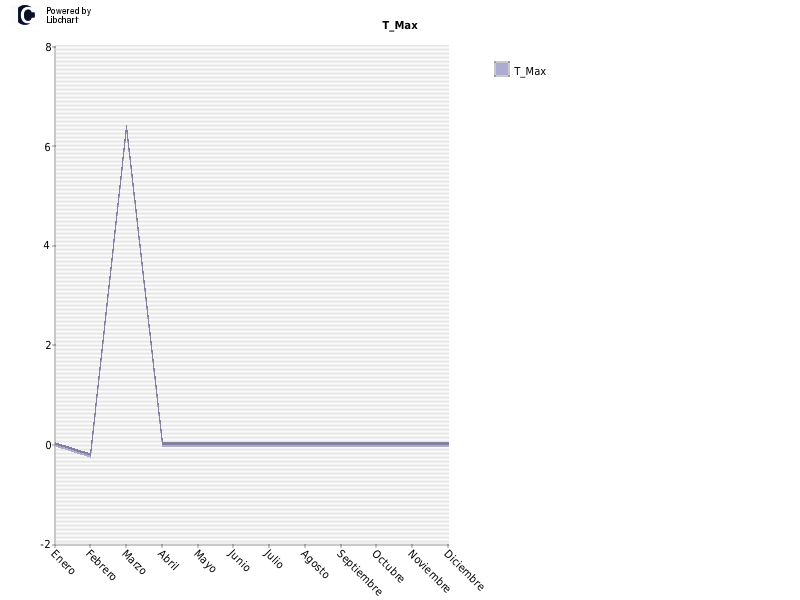 Powered by
Libchart
T_Max
T_Max
8
6
4
2
0
-2
Enero
Febrero
Marzo
Abril
Mayo
Junio
Julio
Agosto
Septiembre
Octubre
Noviembre
Diciembre